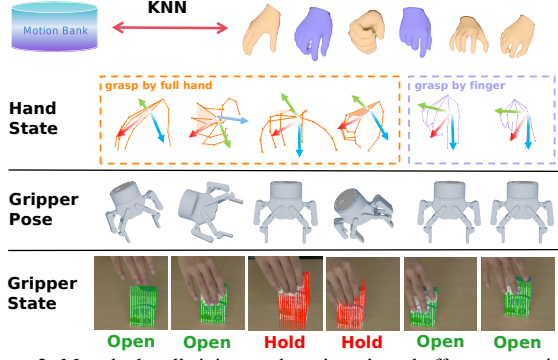 KNN
Motion Bank
grasp by full hand
grasp by finger
Hand
State
Gripper
Pose
Gripper
State
Open Open Hold Hold Open Open